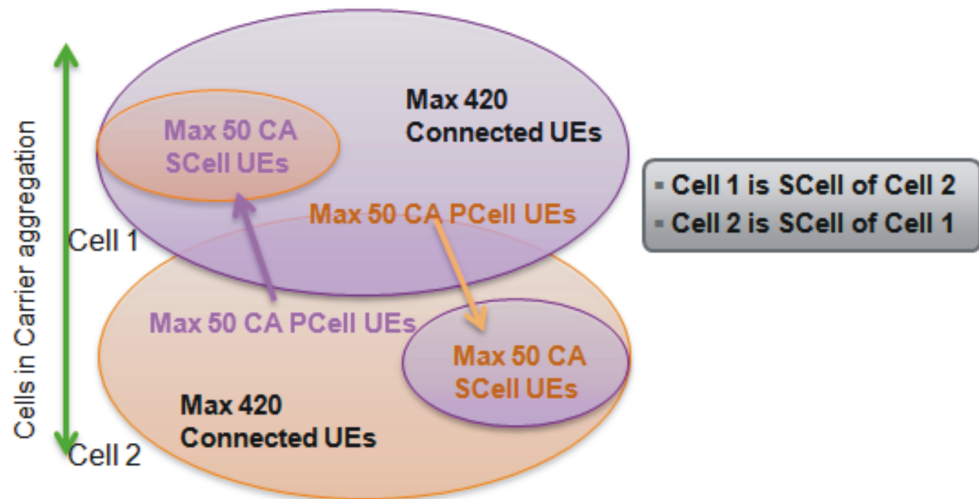 Cells in Carrier aggregation
Max 420
Connected UEs
Max 50 CA
SCell UEs
Max 50 CA PCell UEs
Cell 1
▪ Cell 1 is SCell of Cell 2
▪ Cell 2 is SCell of Cell 1
Max 50 CA PCell UEs
Max 50 CA
SCell UEs
Max 420
Connected UEs
Cell 2